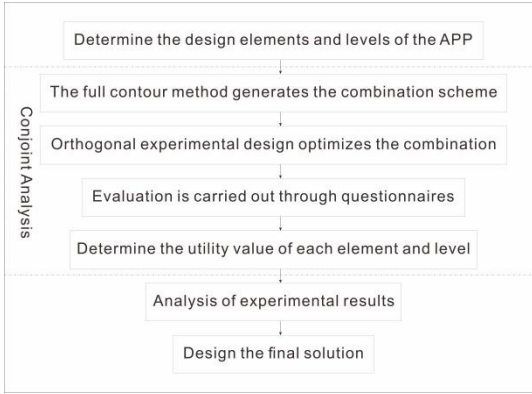 Determine the design elements and levels of the APP
The full contour method generates the combination scheme
Orthogonal experimental design optimizes the combination
Evaluation is carried out through questionnaires
Determine the utility value of each element and level
Conjoint Analysis
Analysis of experimental results
Design the final solution